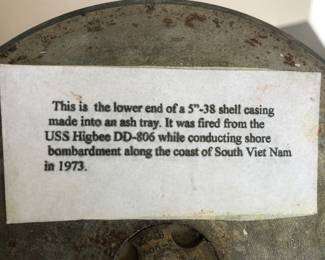 This is the lower end of a 5"-38 shell casing
made into an ash tray. It was fired from the
USS Higbee DD-806 while conducting shore
bombardment along the coast of South Viet Nam
in 1973.